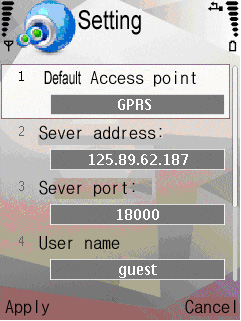 Setting
1 Default Access point
GPRS
2 Sever address:
125.89.62.187
3 Sever port:
18000
4 User name
guest
Apply Cancel